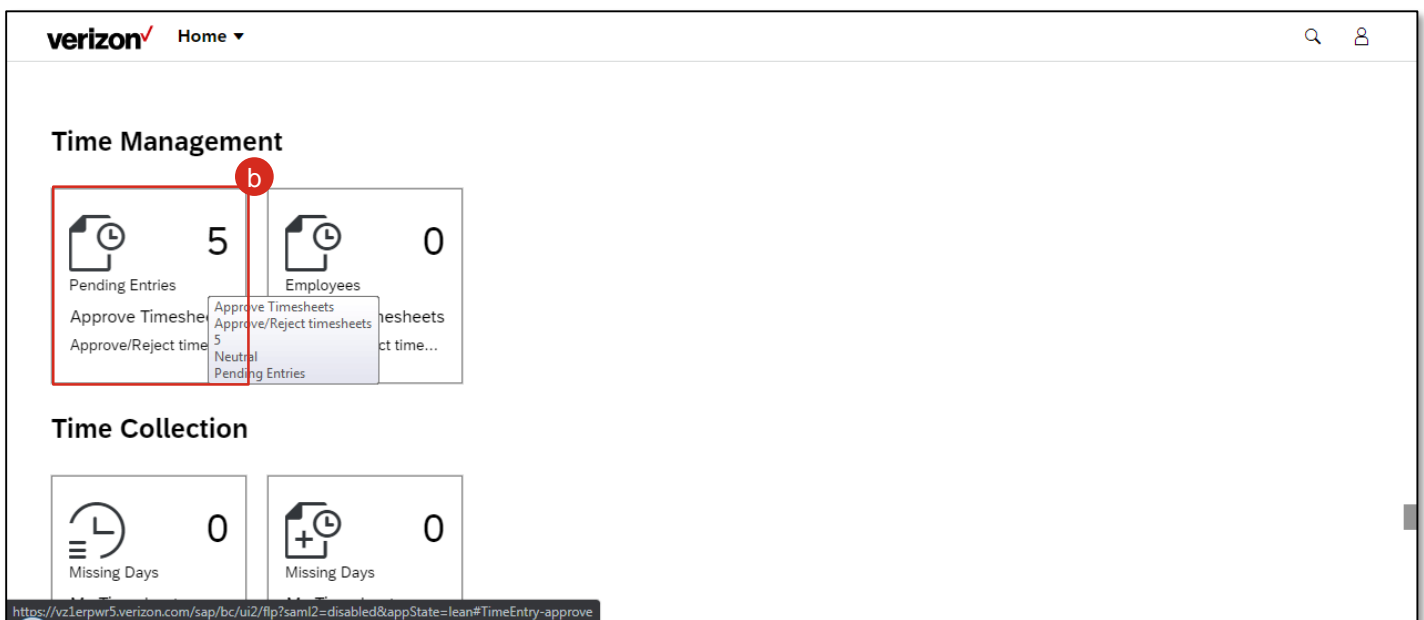 verizon Home ▾
Time Management
b
5
0
Pending Entries
Employees
Approve Timeshe
esheets
Approve/Reject time
ct time...
Approve Timesheets
Approve/Reject timesheets
5
Neutral
Pending Entries
Time Collection
0
0
Missing Days
Missing Days
https://vz1erpwr5.verizon.com/sap/bc/ui2/flp?saml2=disabled&appState=lean#TimeEntry-approve